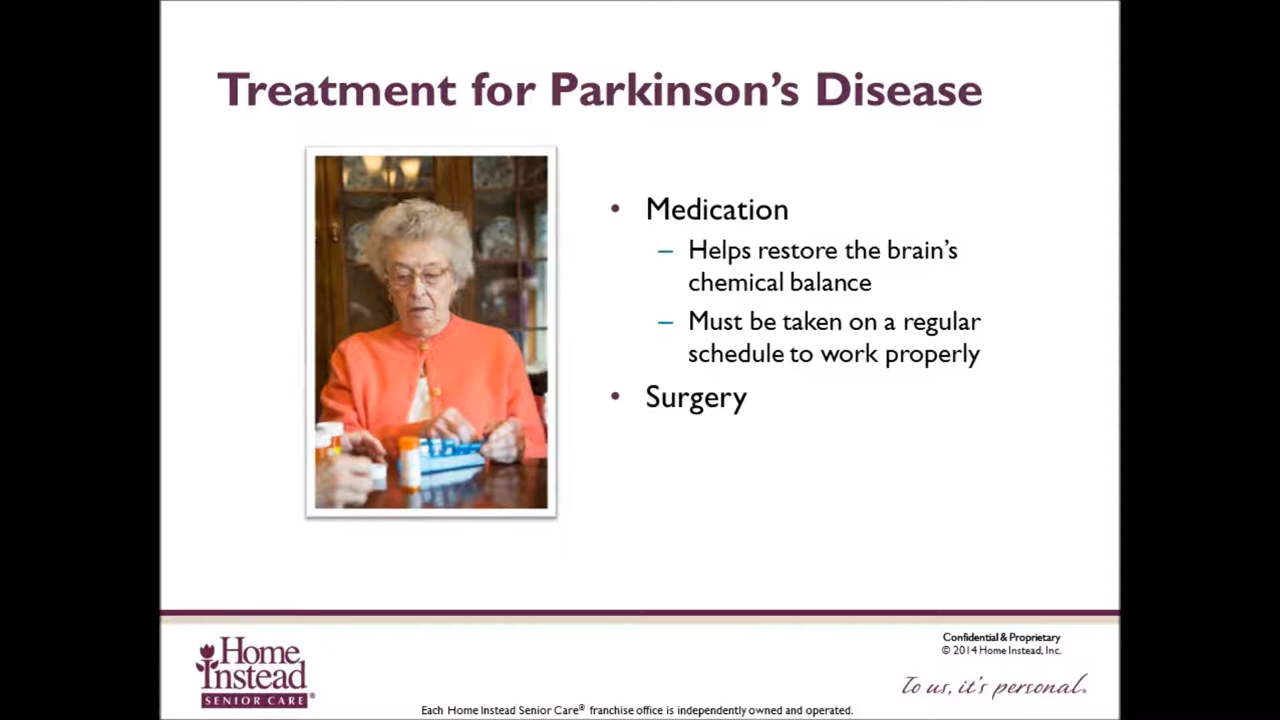 Treatment for Parkinson's Disease
• Medication
– Helps restore the brain's
chemical balance
– Must be taken on a regular
schedule to work properly
• Surgery
Home
Instead
SENIOR CARE®
Confidential & Proprietary
© 2014 Home Instead, Inc.
To us, it's personal.®
Each Home Instead Senior Care® franchise office is independently owned and operated.